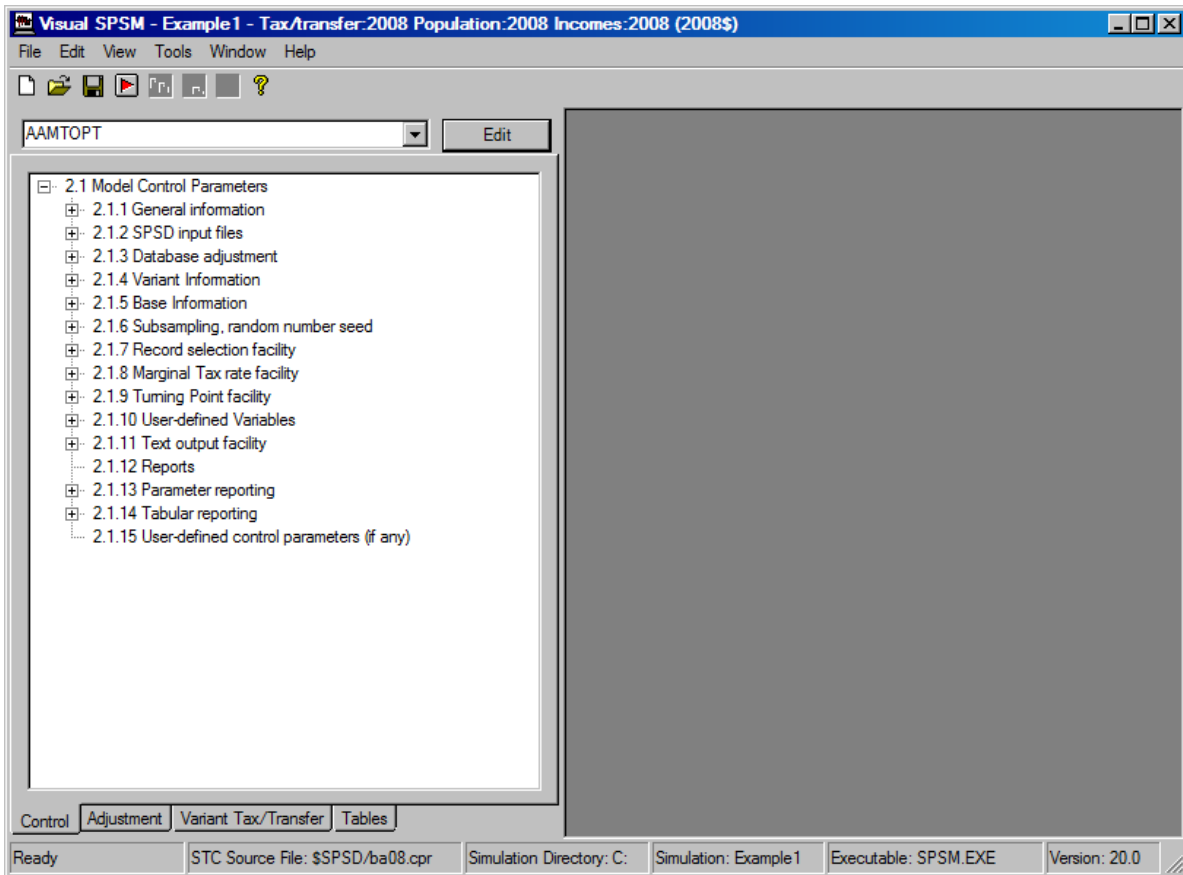 Visual SPSM - Example1 - Tax/transfer:2008 Population:2008 Incomes:2008 (2008$)
File Edit View Tools Window Help
AAMTOPT Edit
2.1 Model Control Parameters
2.1.1 General information
2.1.2 SPSD input files
2.1.3 Database adjustment
2.1.4 Variant Information
2.1.5 Base Information
2.1.6 Subsampling, random number seed
2.1.7 Record selection facility
2.1.8 Marginal Tax rate facility
2.1.9 Turning Point facility
2.1.10 User-defined Variables
2.1.11 Text output facility
2.1.12 Reports
2.1.13 Parameter reporting
2.1.14 Tabular reporting
2.1.15 User-defined control parameters (if any)
Control Adjustment Variant Tax/Transfer Tables
Ready STC Source File: $SPSD/ba08.cpr Simulation Directory: C: Simulation: Example1 Executable: SPSM.EXE Version: 20.0